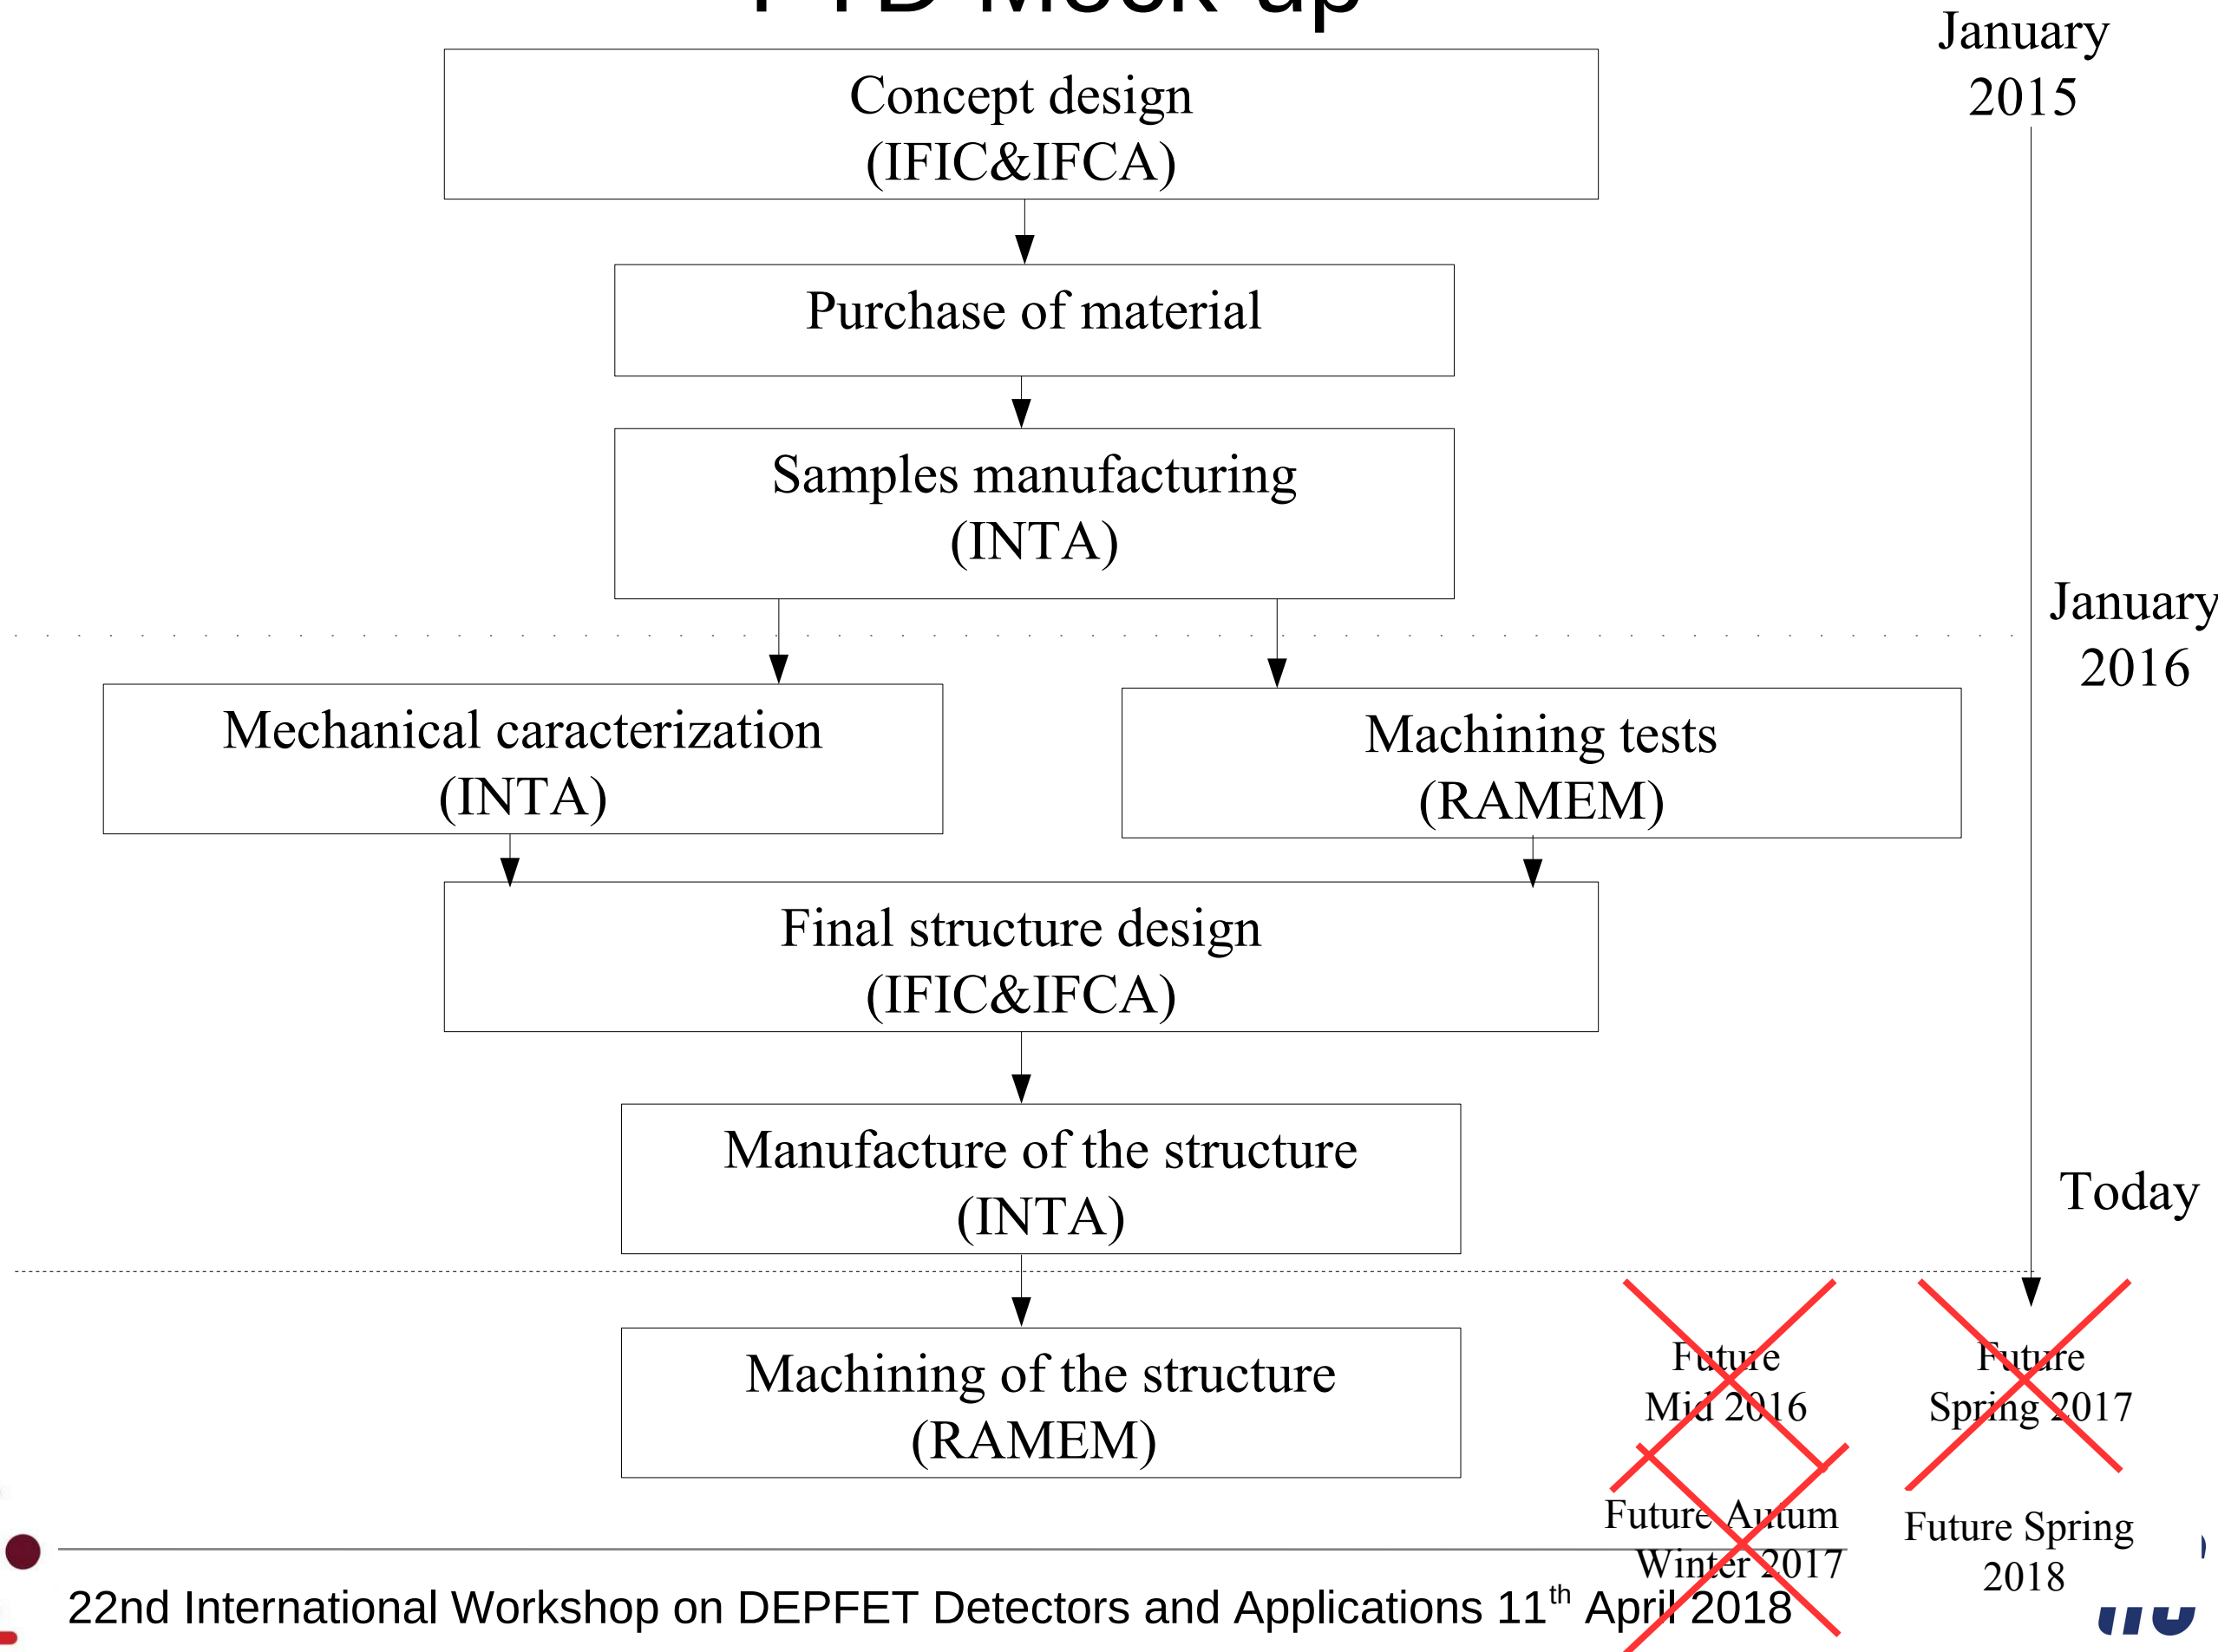 Mock-up
January
2015
Concept design
(IFIC&IFCA)
Purchase of material
Samples manufacturing
(INTA)
January
2016
Mechanical caracterization
(INTA)
Machining tests
(RAMEM)
Final structure design
(IFIC&IFCA)
Manufacture of the structure
(INTA)
Today
Machining of the structure
(RAMEM)
Future
Mid 2016
Future
Spring 2017
Future Autum
Winter 2017
Future Spring
2018
22nd International Workshop on DEPFET Detectors and Applications 11th April 2018